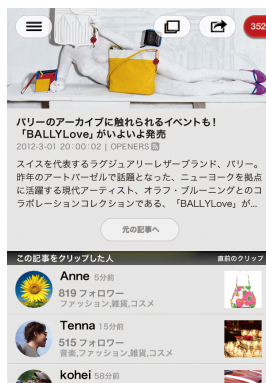 352
バリーのアーカイブに触れられるイベントも！
「BALLYLove」がいよいよ発売
2012-3-01 20:00:02 | OPENERS
スイスを代表するラグジュアリーレザーブランド、バリー。
昨年のアートバーゼルで話題となった、ニューヨークを拠点
に活躍する現代アーティスト、オラフ・ブルーニングとのコ
ラボレーションコレクションである、「BALLYLove」が...
元の記事へ
この記事をクリップした人 直前のクリップ
Anne 5分前
819 フォロワー
ファッション,雑貨,コスメ
Tenna 15分前
515 フォロワー
音楽,ファッション,雑貨,コスメ
kohei 58分前